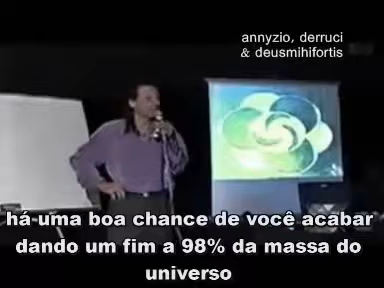 annyzio, derruci
& deusmihifortis
há uma boa chance de você acabar
dando um fim a 98% da massa do
universo